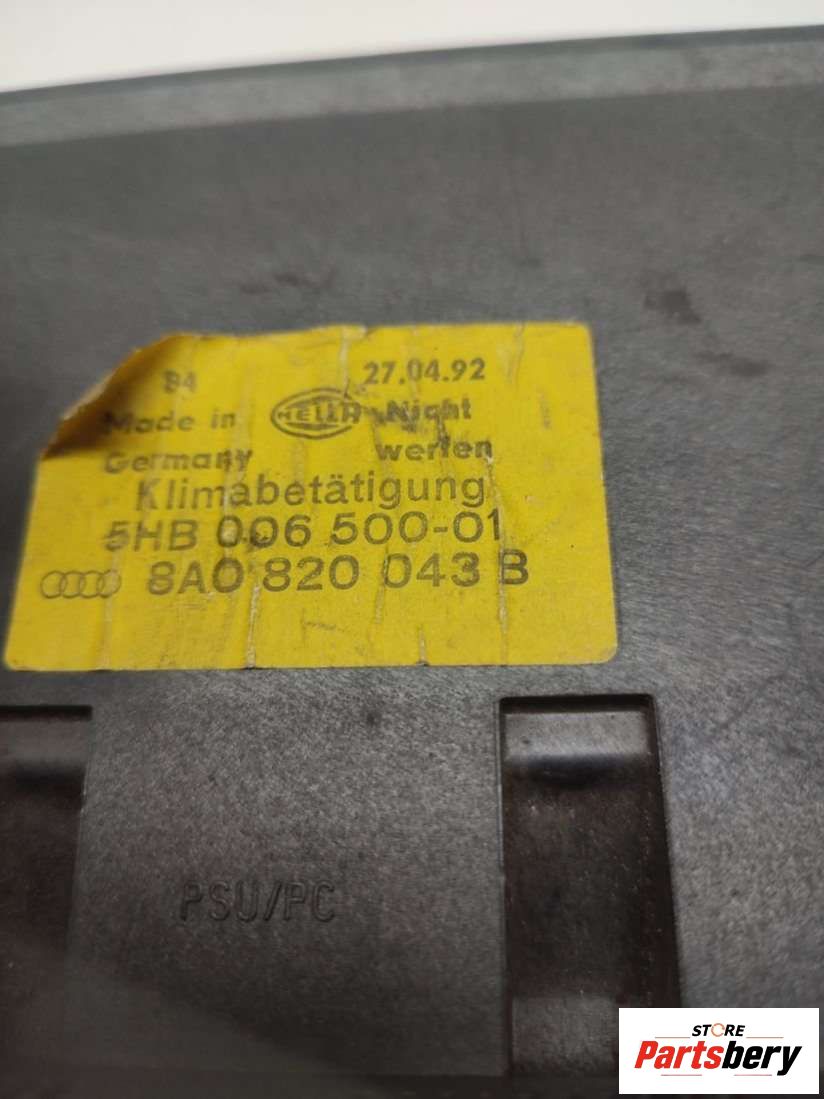 84 27.04.92
Made in HELLA Nicht
Germany werfen
Klimabetätigung
5HB 006 500-01
8A0 820 043 B
PSU/PC
STORE
Partsbery